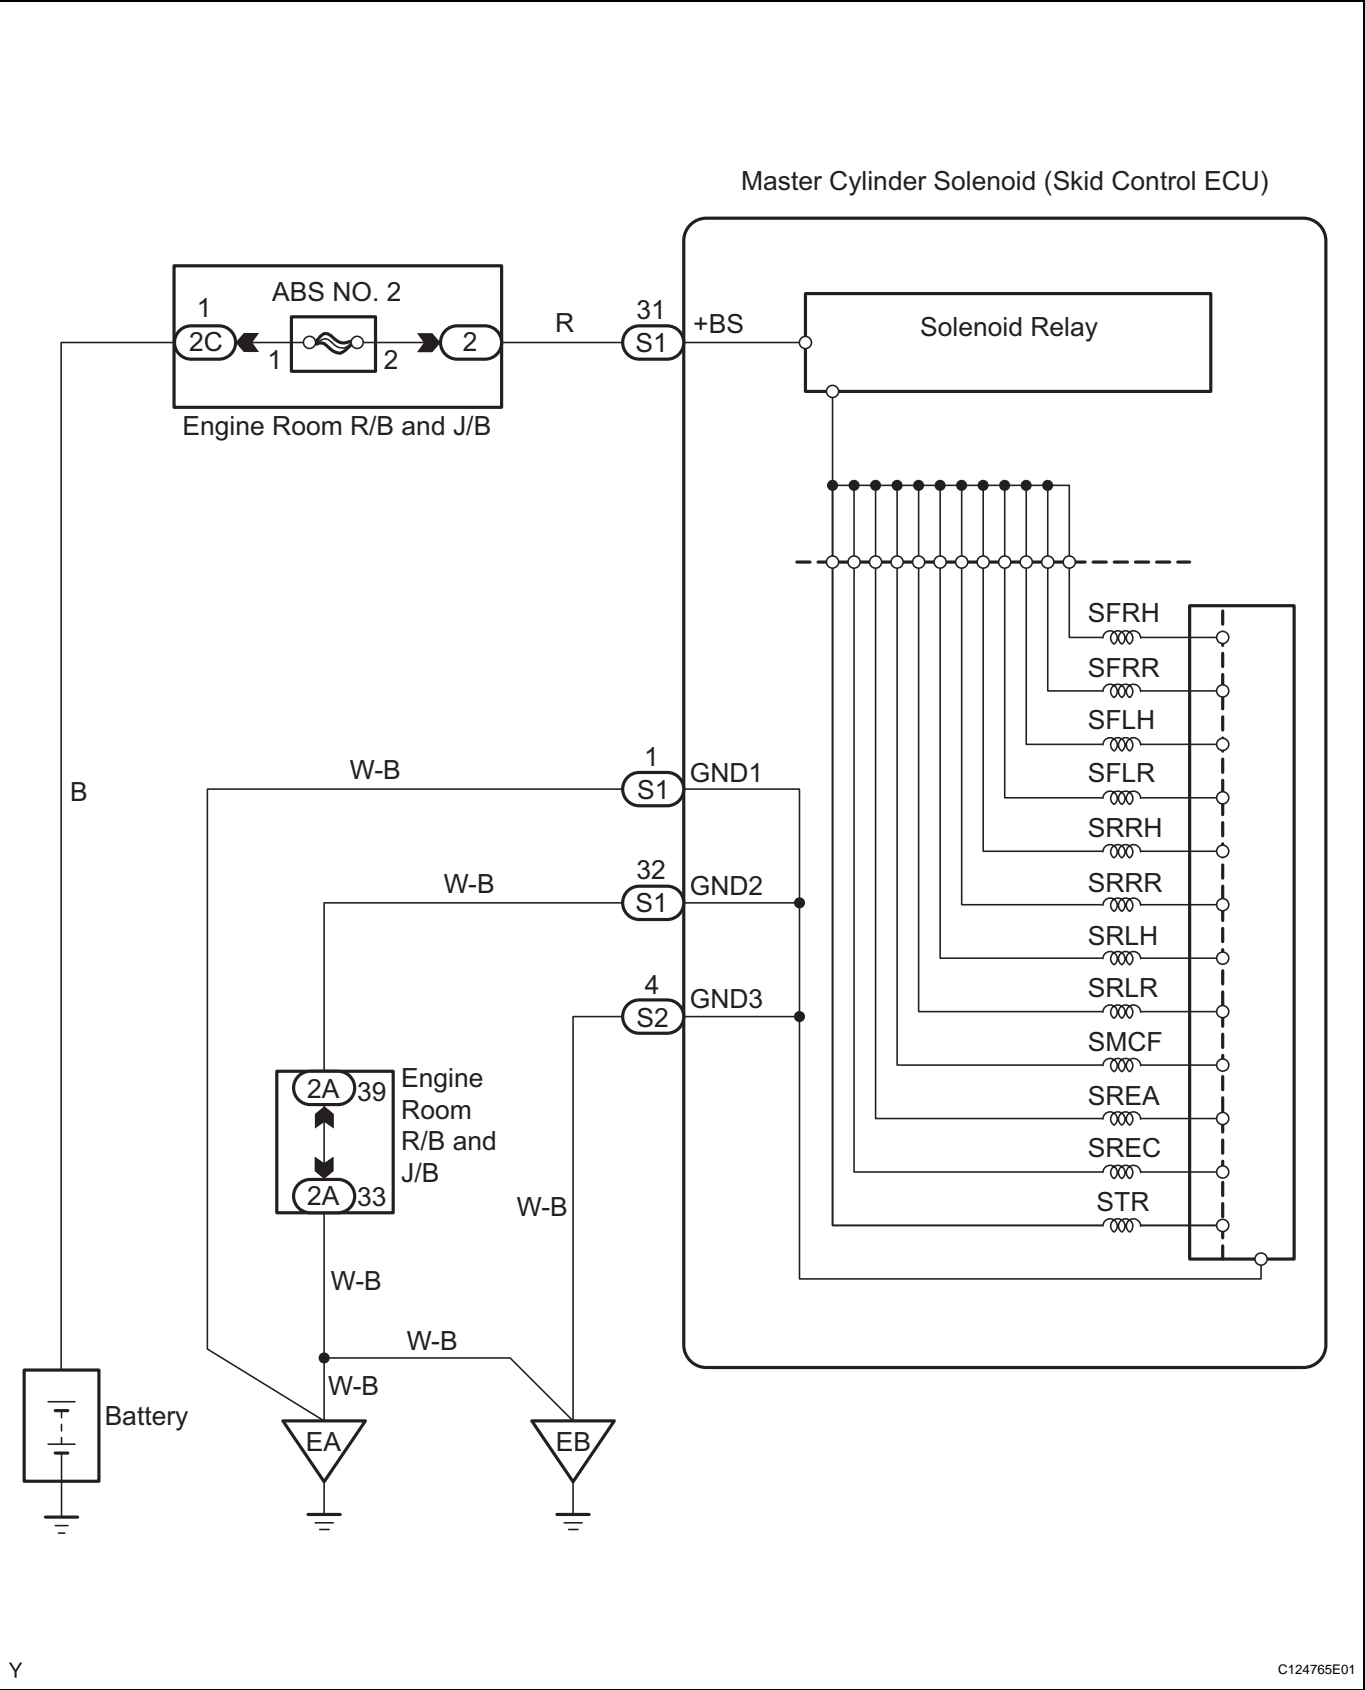 Master Cylinder Solenoid (Skid Control ECU)
ABS NO. 2
1
2C
1
2
2
R
31
S1
+BS
Solenoid Relay
Engine Room R/B and J/B
SFRH
SFRR
SFLH
SFLR
SRRH
SRRR
SRLH
SRLR
SMCF
SREA
SREC
STR
B
W-B
1
S1
GND1
W-B
32
S1
GND2
4
S2
GND3
2A
39
Engine
Room
R/B and
J/B
2A
33
W-B
W-B
W-B
W-B
Battery
EA
EB
Y
C124765E01